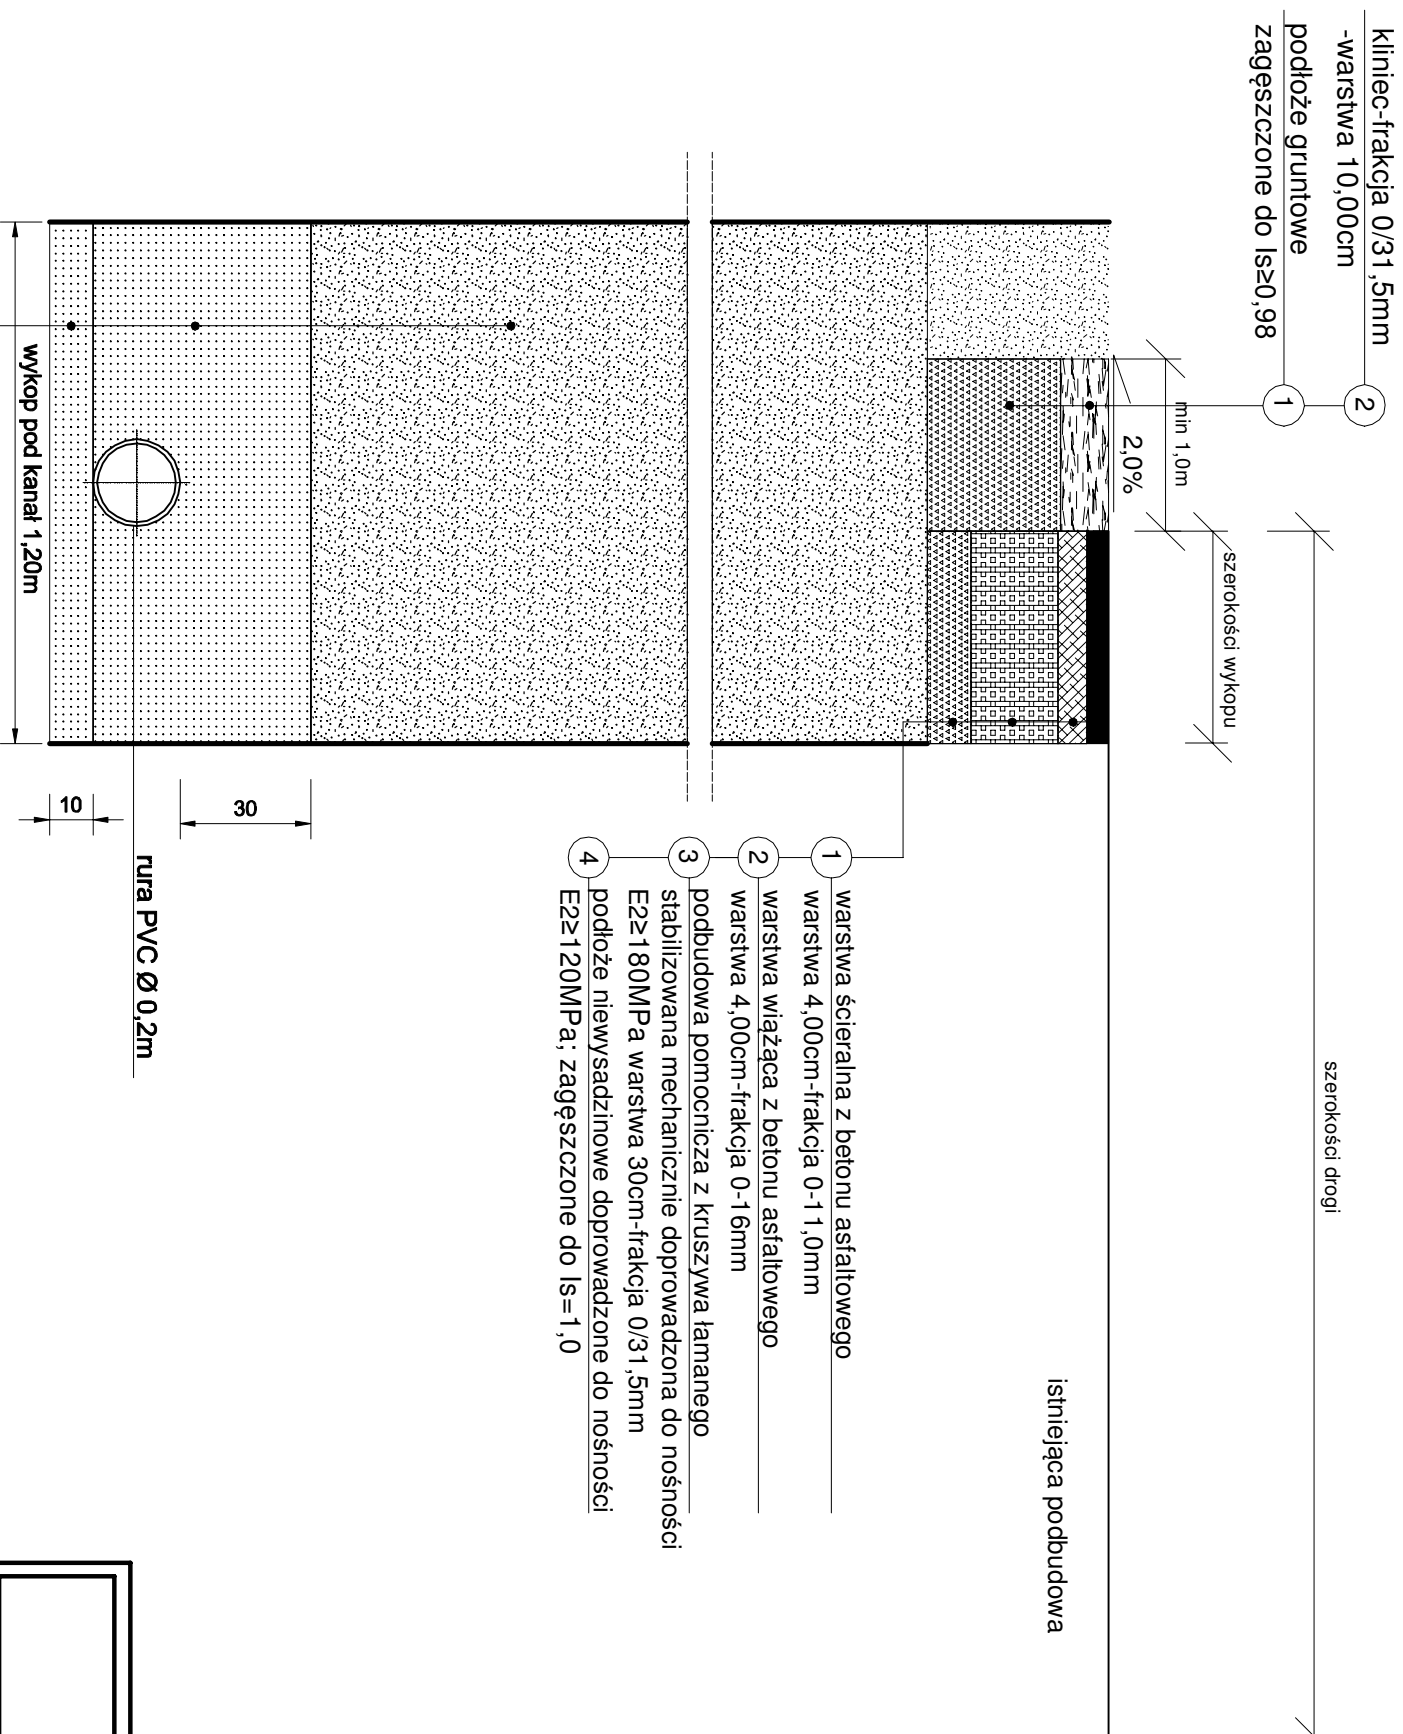 kliniec-frakcja 0/31,5mm
-warstwa 10,00cm
podłoże gruntowe
zagęszczone do Is≥0,98
2
1
szerokości drogi
szerokości wykopu
min 1,0m
2,0%
istniejąca podbudowa
1
warstwa ścieralna z betonu asfaltowego
warstwa 4,00cm-frakcja 0-11,0mm
2
warstwa wiążąca z betonu asfaltowego
warstwa 4,00cm-frakcja 0-16mm
3
podbudowa pomocnicza z kruszywa łamanego
stabilizowana mechanicznie doprowadzona do nośności
E2≥180MPa warstwa 30cm-frakcja 0/31,5mm
4
podłoże niewysadzinowe doprowadzone do nośności
E2≥120MPa; zagęszczone do Is=1,0
30
10
rura PVC Ø 0,2m
wykop pod kanał 1,20m